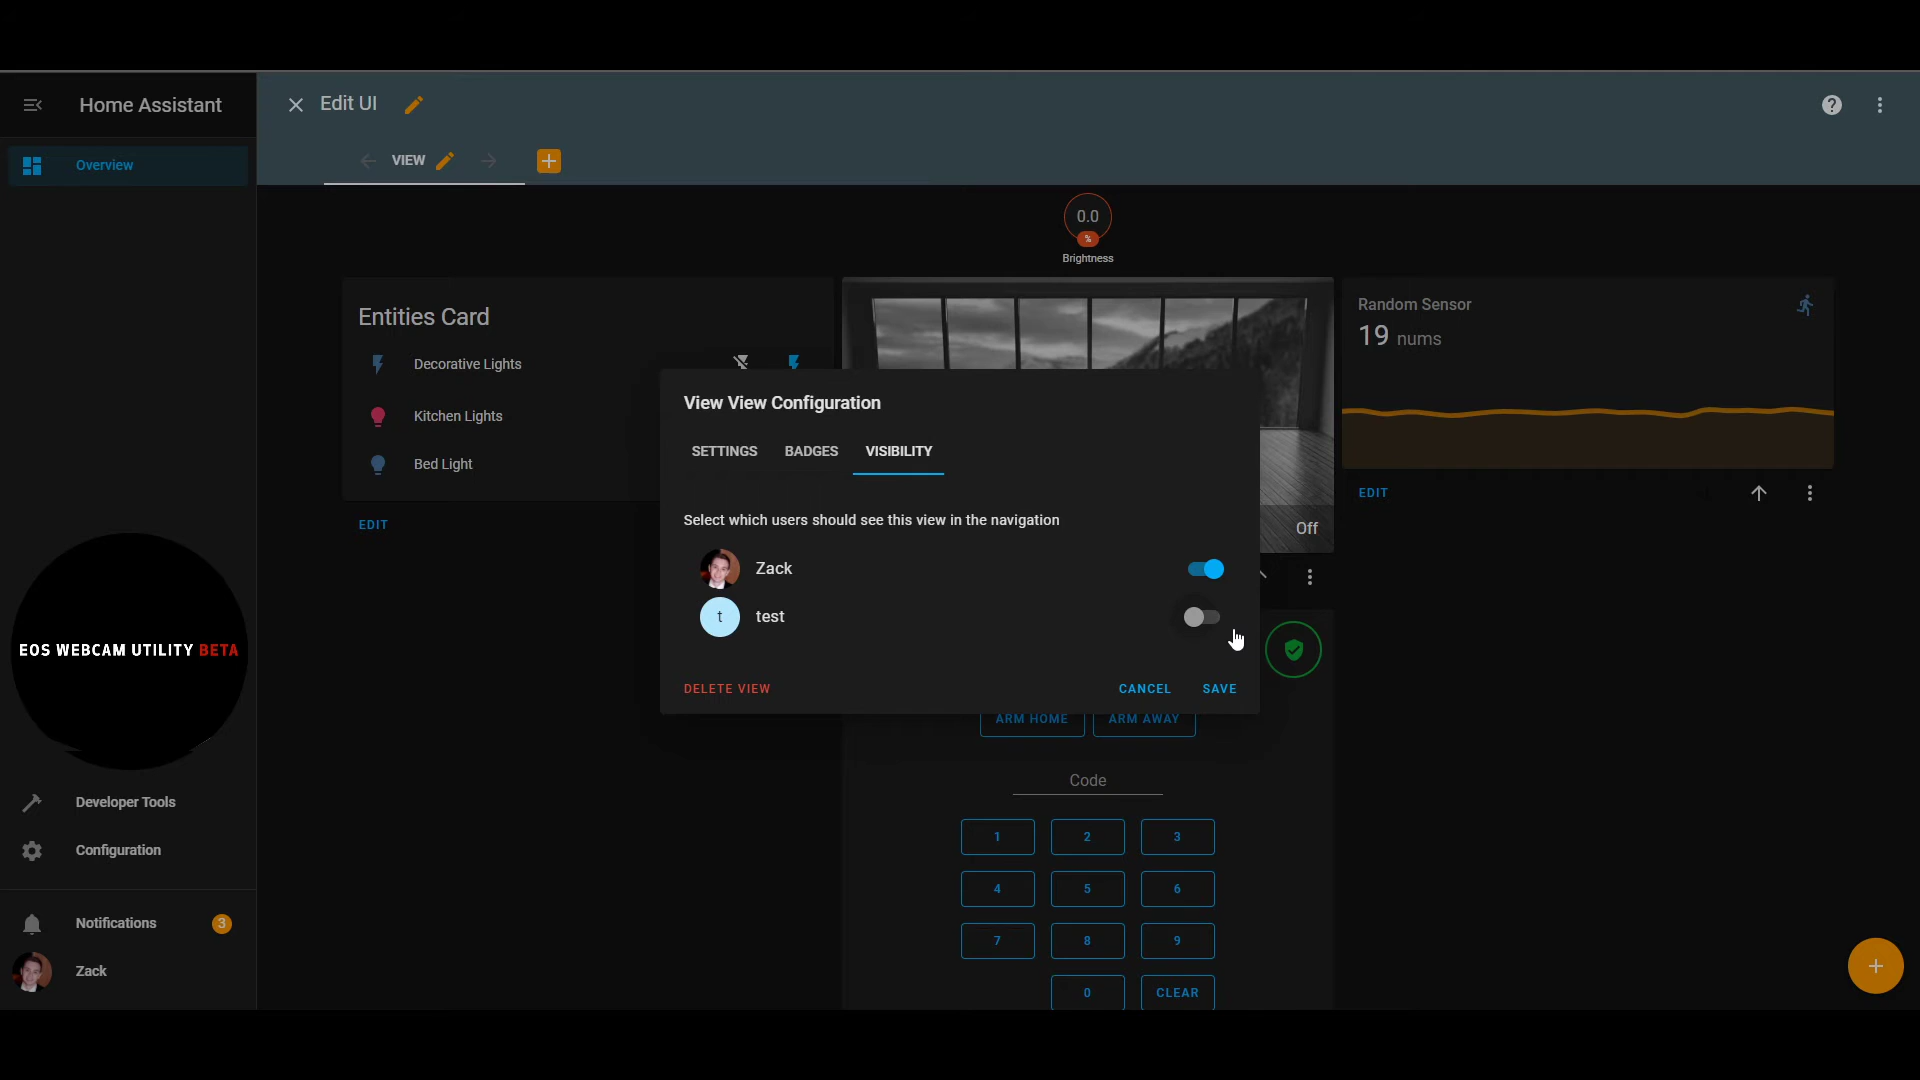 Home Assistant
Edit UI
Overview
VIEW
0.0
%
Brightness
Entities Card
Decorative Lights
Kitchen Lights
Bed Light
EDIT
Random Sensor
19 nums
EDIT
Off
View View Configuration
SETTINGS BADGES VISIBILITY
Select which users should see this view in the navigation
Zack
t test
DELETE VIEW CANCEL SAVE
ARM HOME ARM AWAY
Code
1 2 3
4 5 6
7 8 9
0 CLEAR
EOS WEBCAM UTILITY BETA
Developer Tools
Configuration
Notifications 3
Zack